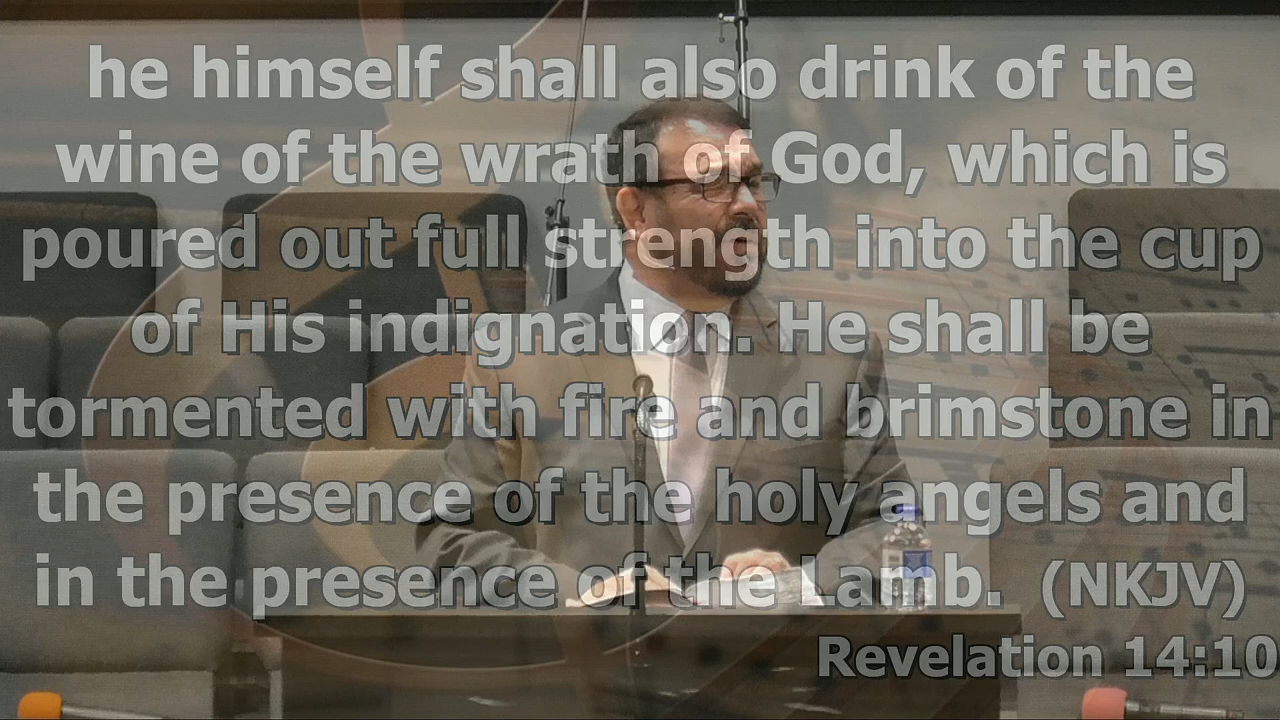 he himself shall also drink of the
wine of the wrath of God, which is
poured out full strength into the cup
of His indignation. He shall be
tormented with fire and brimstone in
the presence of the holy angels and
in the presence of the Lamb. (NKJV)
Revelation 14:10